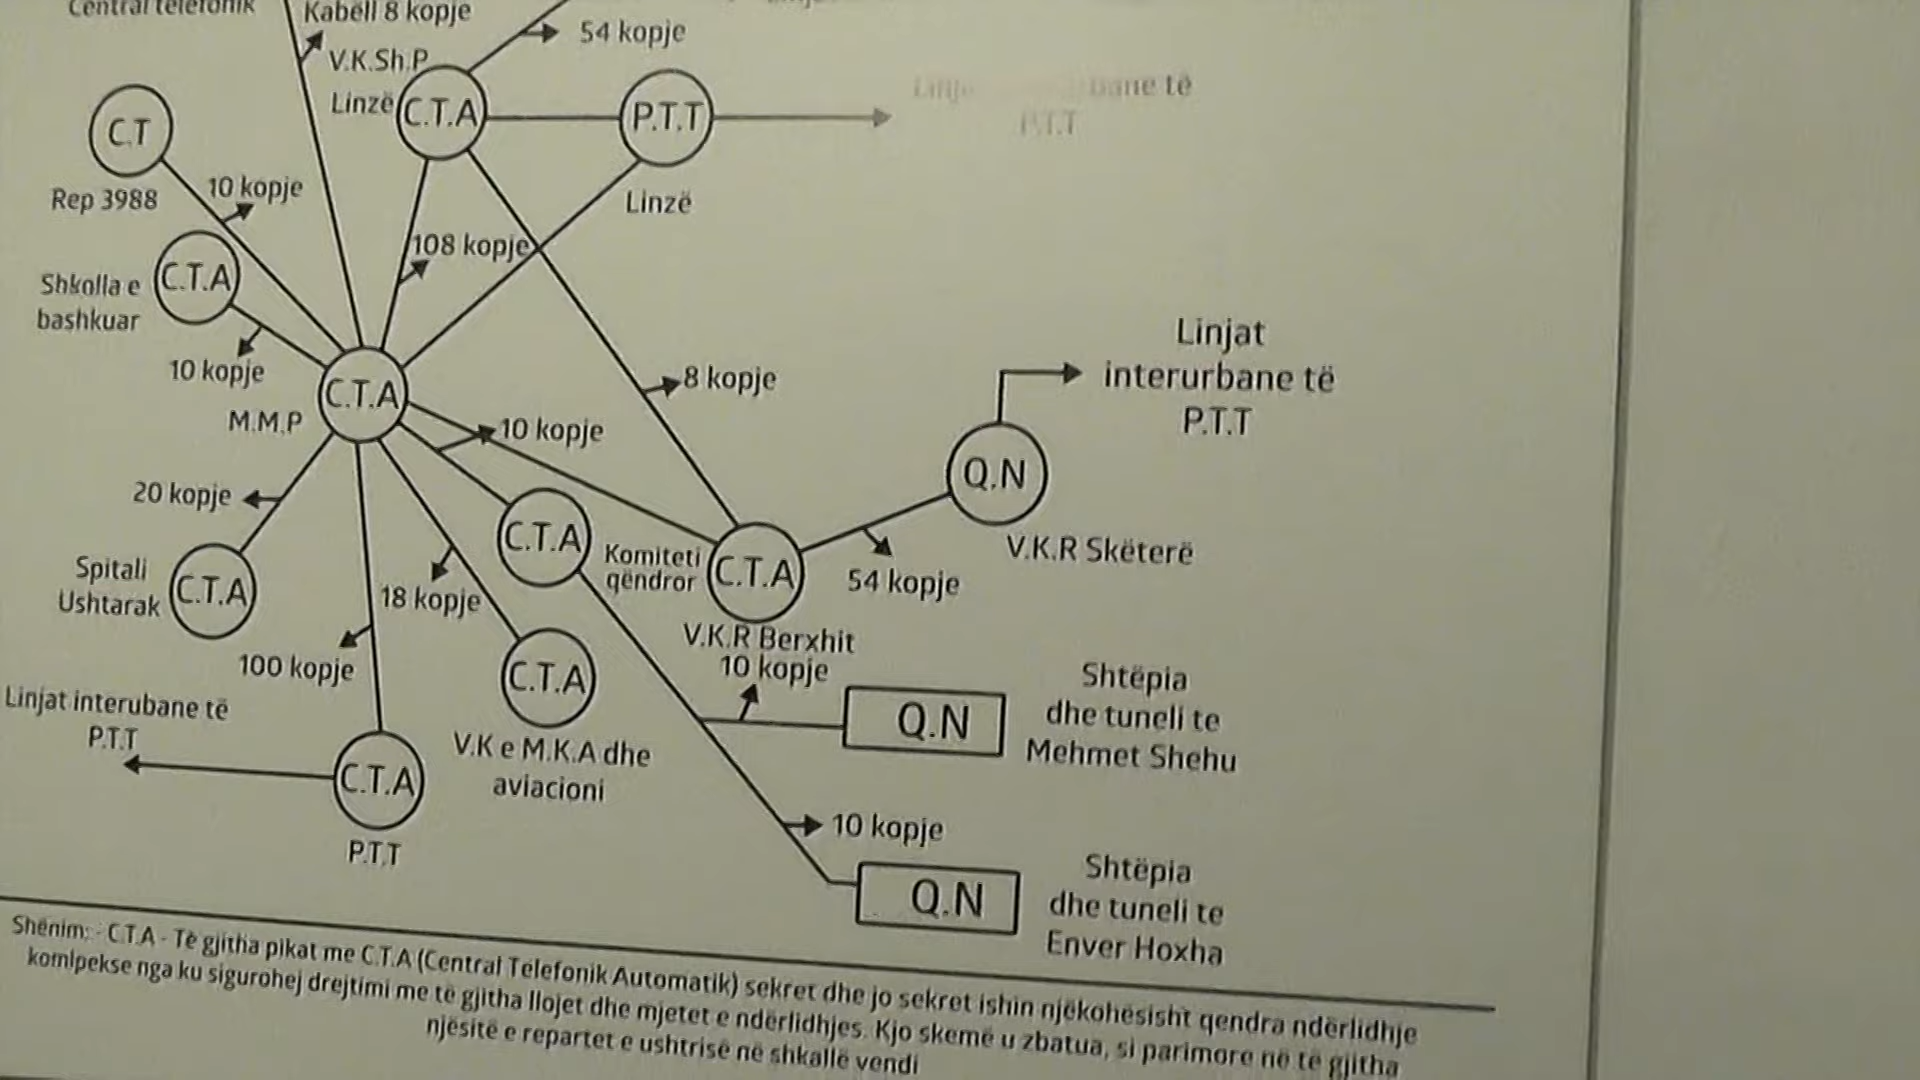 Central telefonik
Kabëll 8 kopje
54 kopje
V.K.Sh.P
Linzë
C.T.A
P.T.T
bane të
P.T.T
Linzë
C.T
Rep 3988
10 kopje
108 kopje
C.T.A
Shkolla e
bashkuar
10 kopje
C.T.A
M.M.P
8 kopje
10 kopje
Linjat
interurbane të
P.T.T
Q.N
V.K.R Skëterë
20 kopje
C.T.A
Komiteti
qëndror
C.T.A
54 kopje
V.K.R Berxhit
Spitali
Ushtarak
C.T.A
18 kopje
100 kopje
C.T.A
V.K e M.K.A dhe
aviacioni
10 kopje
Q.N
Shtëpia
dhe tuneli te
Mehmet Shehu
Linjat interubane të
P.T.T
C.T.A
P.T.T
10 kopje
Q.N
Shtëpia
dhe tuneli te
Enver Hoxha
Shënim: - C.T.A - Të gjitha pikat me C.T.A (Central Telefonik Automatik) sekret dhe jo sekret ishin njëkohësisht qendra ndërlidhje
komlpekse nga ku sigurohej drejtimi me të gjitha llojet dhe mjetet e ndërlidhjes. Kjo skemë u zbatua, si parimore në të gjitha
njësitë e repartet e ushtrisë në shkallë vendi